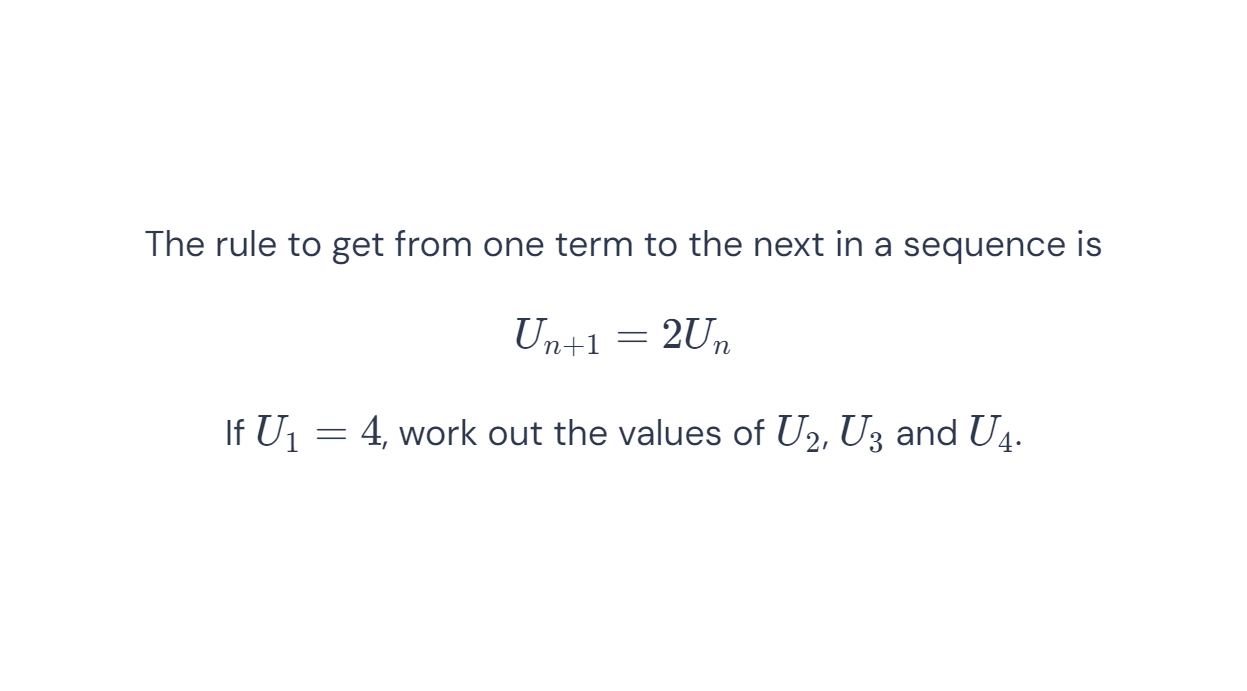 The rule to get from one term to the next in a sequence is
$U_{n+1} = 2U_n$
If $U_1 = 4$, work out the values of $U_2$, $U_3$ and $U_4$.